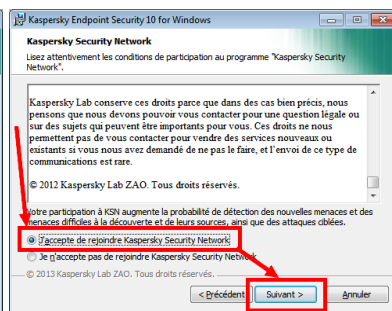 Kaspersky Endpoint Security 10 for Windows
Kaspersky Security Network
Lisez attentivement les conditions de participation au programme "Kaspersky Security
Network".
Kaspersky Lab conserve ces droits parce que dans des cas bien précis, nous
pensons que nous devons pouvoir vous contacter pour une question légale ou
sur des sujets qui peuvent être importants pour vous. Ces droits ne nous
permettent pas de vous contacter pour vendre des services nouveaux ou
existants si vous nous avez demandé de ne pas le faire, et l'envoi de ce type de
communications est rare.
© 2012 Kaspersky Lab ZAO. Tous droits réservés.
Votre participation à KSN augmente la probabilité de détection des nouvelles menaces et des
menaces difficiles à la découverte et de leurs sources, ainsi que des attaques ciblées.
J'accepte de rejoindre Kaspersky Security Network
Je n'accepte pas de rejoindre Kaspersky Security Network
© 2013 Kaspersky Lab ZAO. Tous droits réservés.
< Précédent Suivant > Annuler